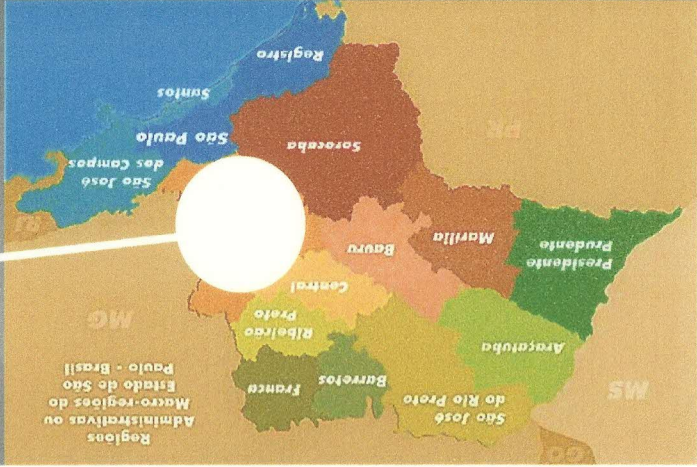 GO
Regiões
Administrativas ou
Macro-regiões do
Estado de São
Paulo - Brasil
São José
do Rio Preto
Barretos
Franca
MS
Araçatuba
Ribeirão
Preto
MG
Central
Presidente
Prudente
Marília
Bauru
RJ
São José
dos Campos
Sorocaba
São Paulo
PR
Santos
Registro